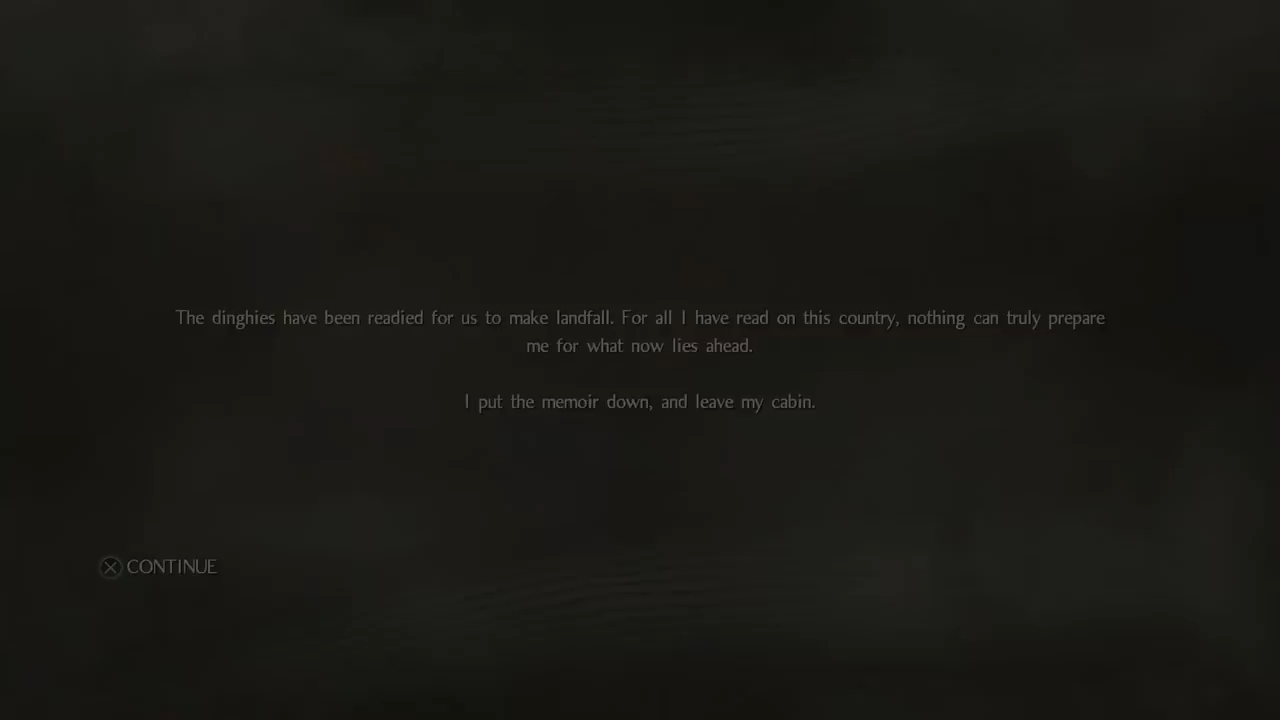 The dinghies have been readied for us to make landfall. For all I have read on this country, nothing can truly prepare
me for what now lies ahead.
I put the memoir down, and leave my cabin.
CONTINUE